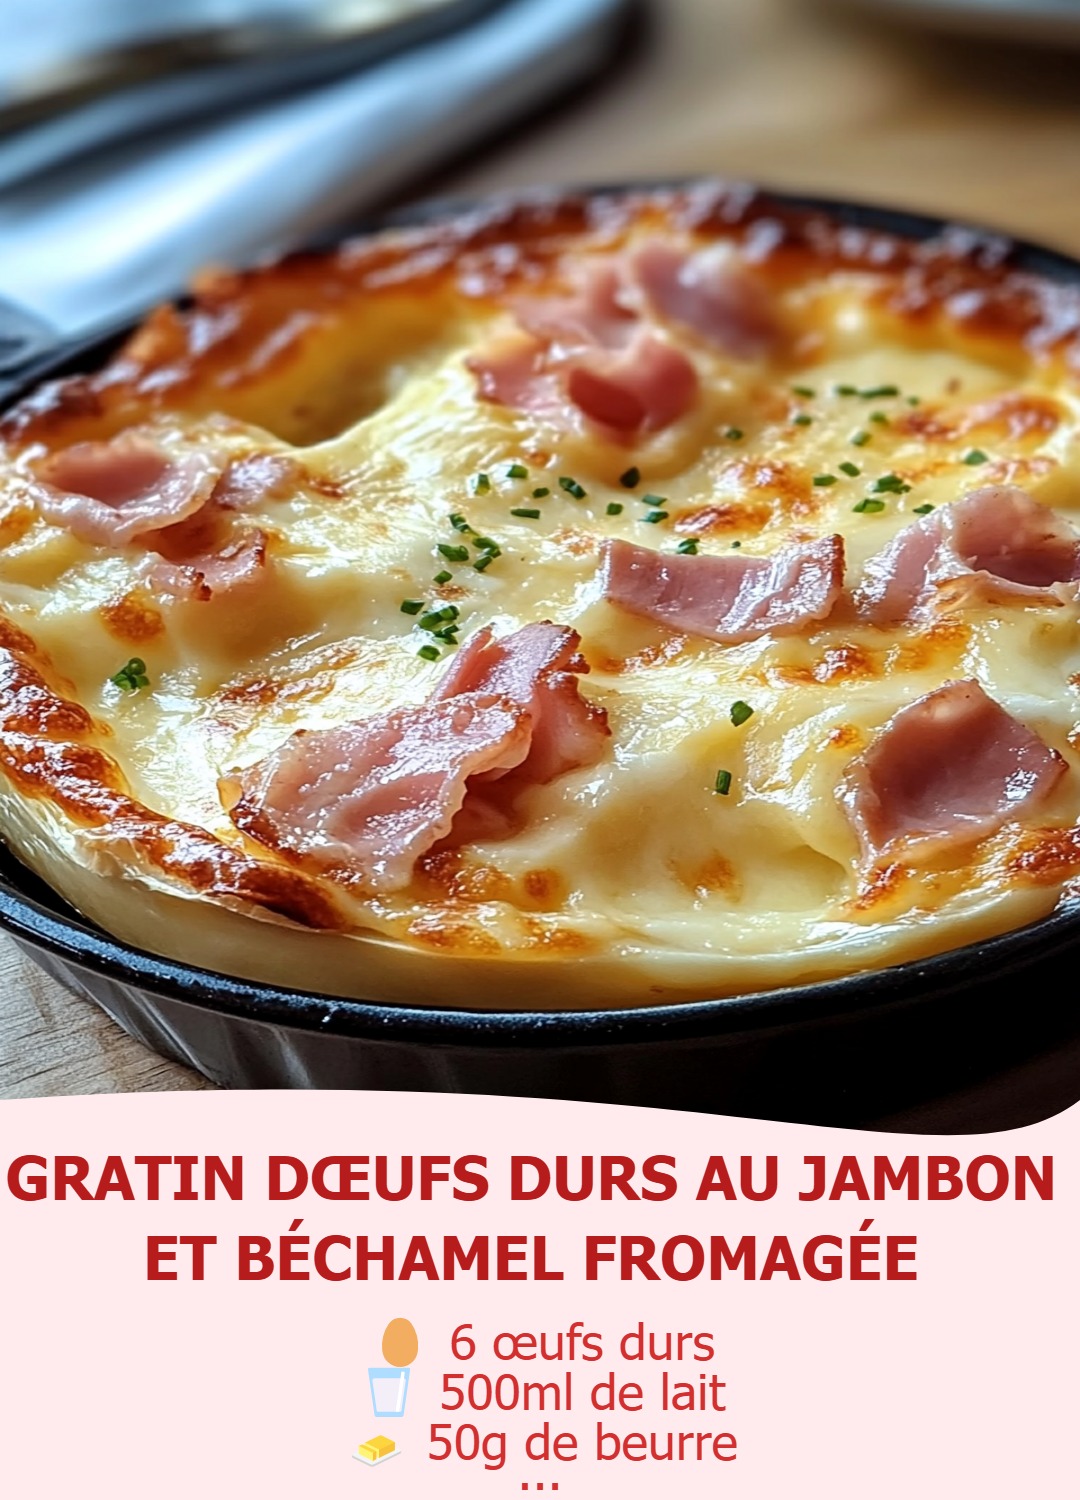 GRATIN DŒUFS DURS AU JAMBON
ET BÉCHAMEL FROMAGÉE
6 œufs durs
500ml de lait
50g de beurre
...